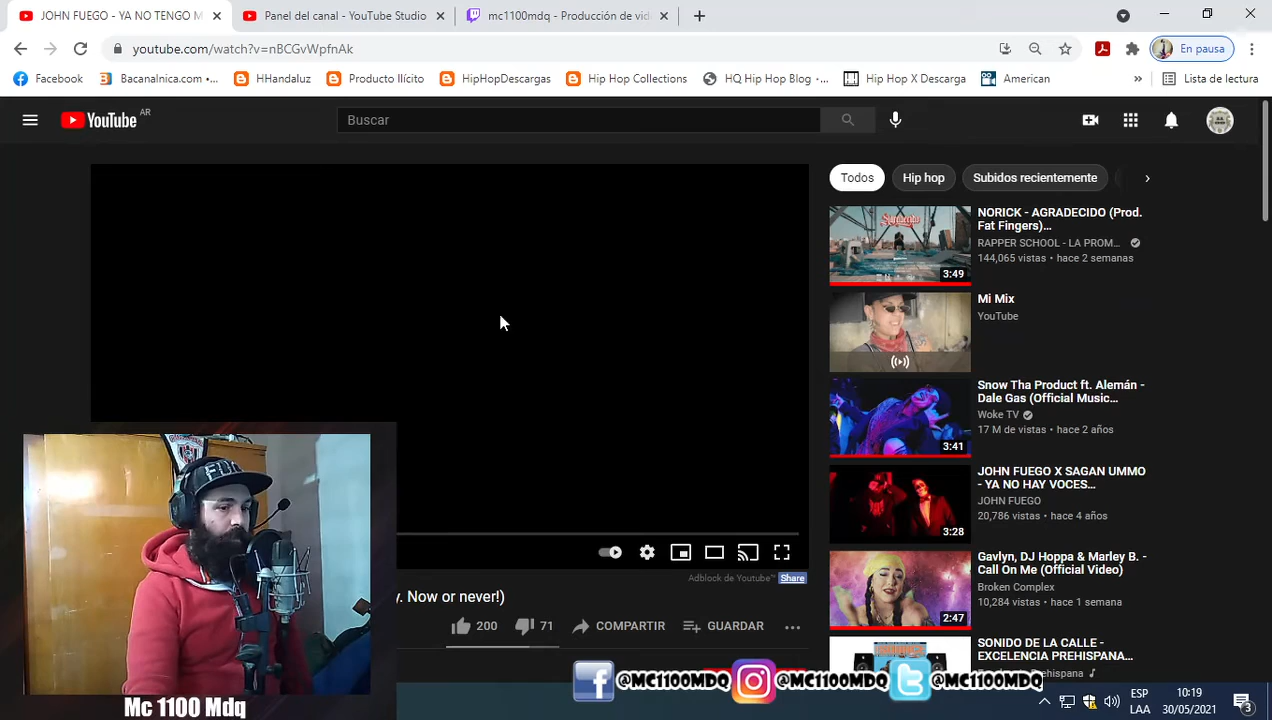 JOHN FUEGO - YA NO TENGO M
Panel del canal - YouTube Studio
mc1100mdq - Producción de vid
youtube.com/watch?v=nBCGvWpfnAk
En pausa
Facebook
Bacanalnica.com •...
HHandaluz
Producto Ilícito
HipHopDescargas
Hip Hop Collections
HQ Hip Hop Blog •...
Hip Hop X Descarga
American
»
Lista de lectura
YouTube AR
Buscar
Todos
Hip hop
Subidos recientemente
NORICK - AGRADECIDO (Prod.
Fat Fingers)...
RAPPER SCHOOL - LA PROM...
144,065 vistas • hace 2 semanas
3:49
Mi Mix
YouTube
Snow Tha Product ft. Alemán -
Dale Gas (Official Music...
Woke TV
17 M de vistas • hace 2 años
3:41
JOHN FUEGO X SAGAN UMMO
- YA NO HAY VOCES...
JOHN FUEGO
20,786 vistas • hace 4 años
3:28
Gavlyn, DJ Hoppa & Marley B. -
Call On Me (Official Video)
Broken Complex
10,284 vistas • hace 1 semana
2:47
SONIDO DE LA CALLE -
EXCELENCIA PREHISPANA...
Adblock de Youtube™ Share
y. Now or never!)
200
71
COMPARTIR
GUARDAR
@MC1100MDQ
@MC1100MDQ
@MC1100MDQ
Mc 1100 Mdq
ESP
LAA
10:19
30/05/2021
3